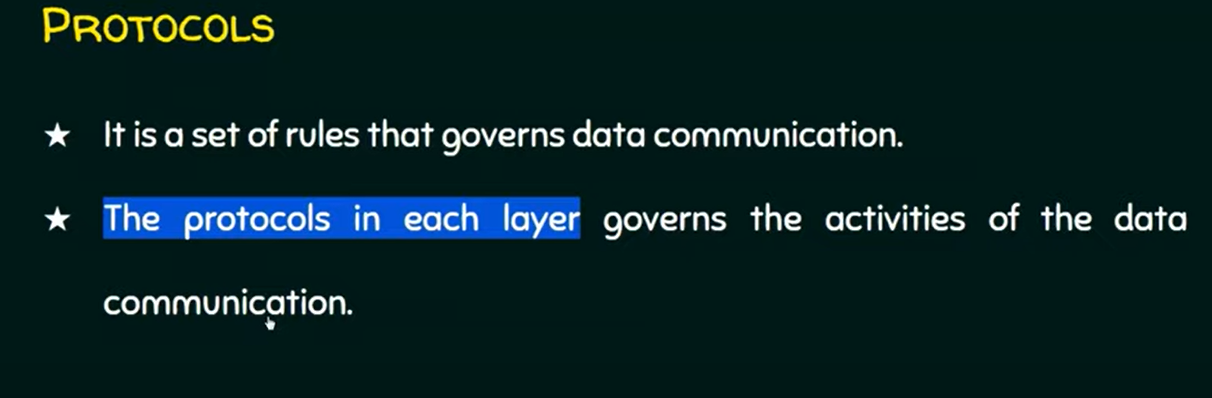 PROTOCOLS
★ It is a set of rules that governs data communication.
★ The protocols in each layer governs the activities of the data
communication.